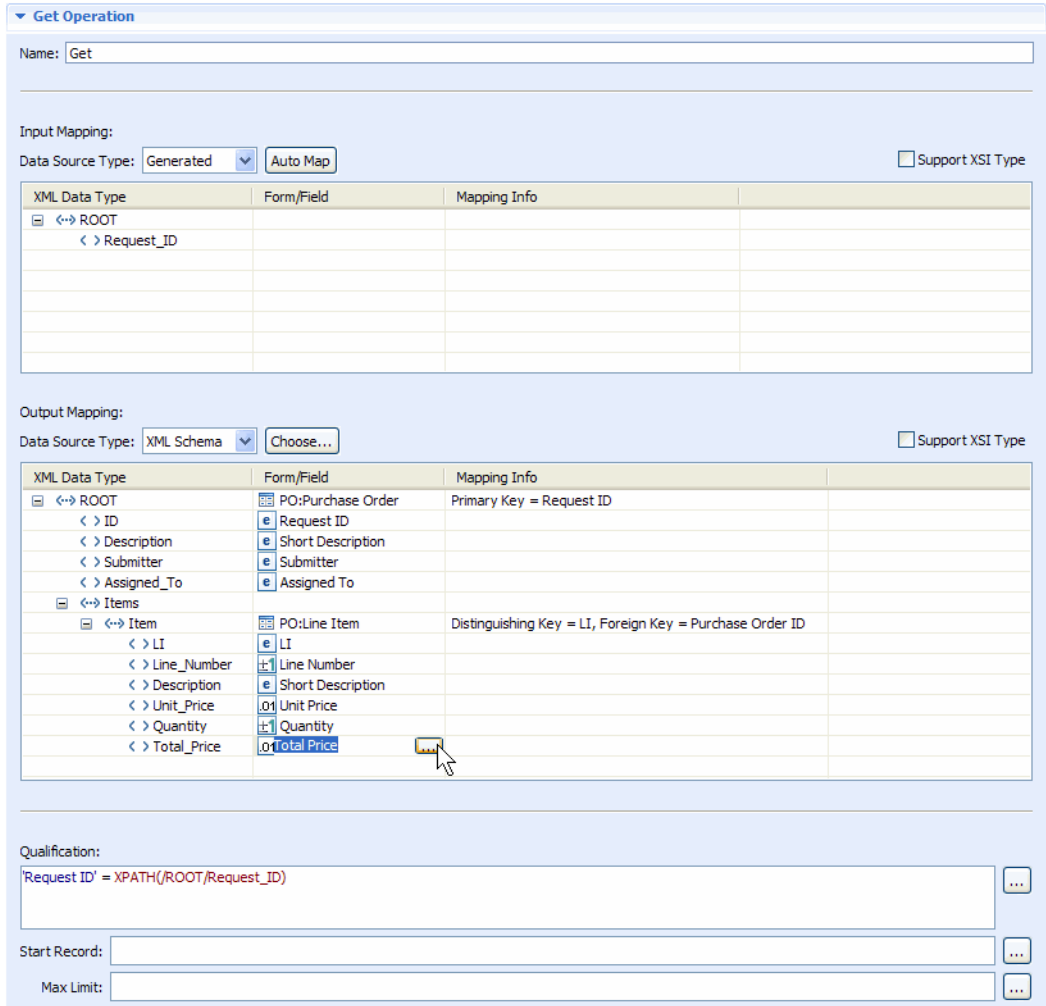 Get Operation
Name: Get
Input Mapping:
Data Source Type: Generated Auto Map Support XSI Type
XML Data Type Form/Field Mapping Info
ROOT
Request_ID
Output Mapping:
Data Source Type: XML Schema Choose... Support XSI Type
XML Data Type Form/Field Mapping Info
ROOT PO:Purchase Order Primary Key = Request ID
ID Request ID
Description Short Description
Submitter Submitter
Assigned_To Assigned To
Items
Item PO:Line Item Distinguishing Key = LI, Foreign Key = Purchase Order ID
LI LI
Line_Number Line Number
Description Short Description
Unit_Price .01 Unit Price
Quantity Quantity
Total_Price .01 Total Price ...
Qualification:
'Request ID' = XPATH(/ROOT/Request_ID) ...
Start Record: ...
Max Limit: ...